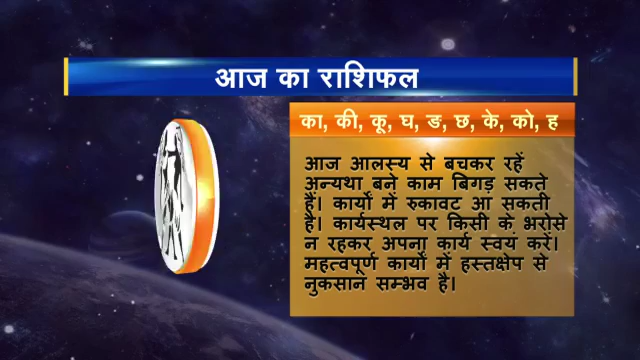 आज का राशिफल
का, की, कू, घ, ङ, छ, के, को, ह
आज आलस्य से बचकर रहें
अन्यथा बने काम बिगड़ सकते
हैं। कार्यों में रुकावट आ सकती
है। कार्यस्थल पर किसी के भरोसे
न रहकर अपना कार्य स्वयं करें।
महत्वपूर्ण कार्यों में हस्तक्षेप से
नुकसान सम्भव है।